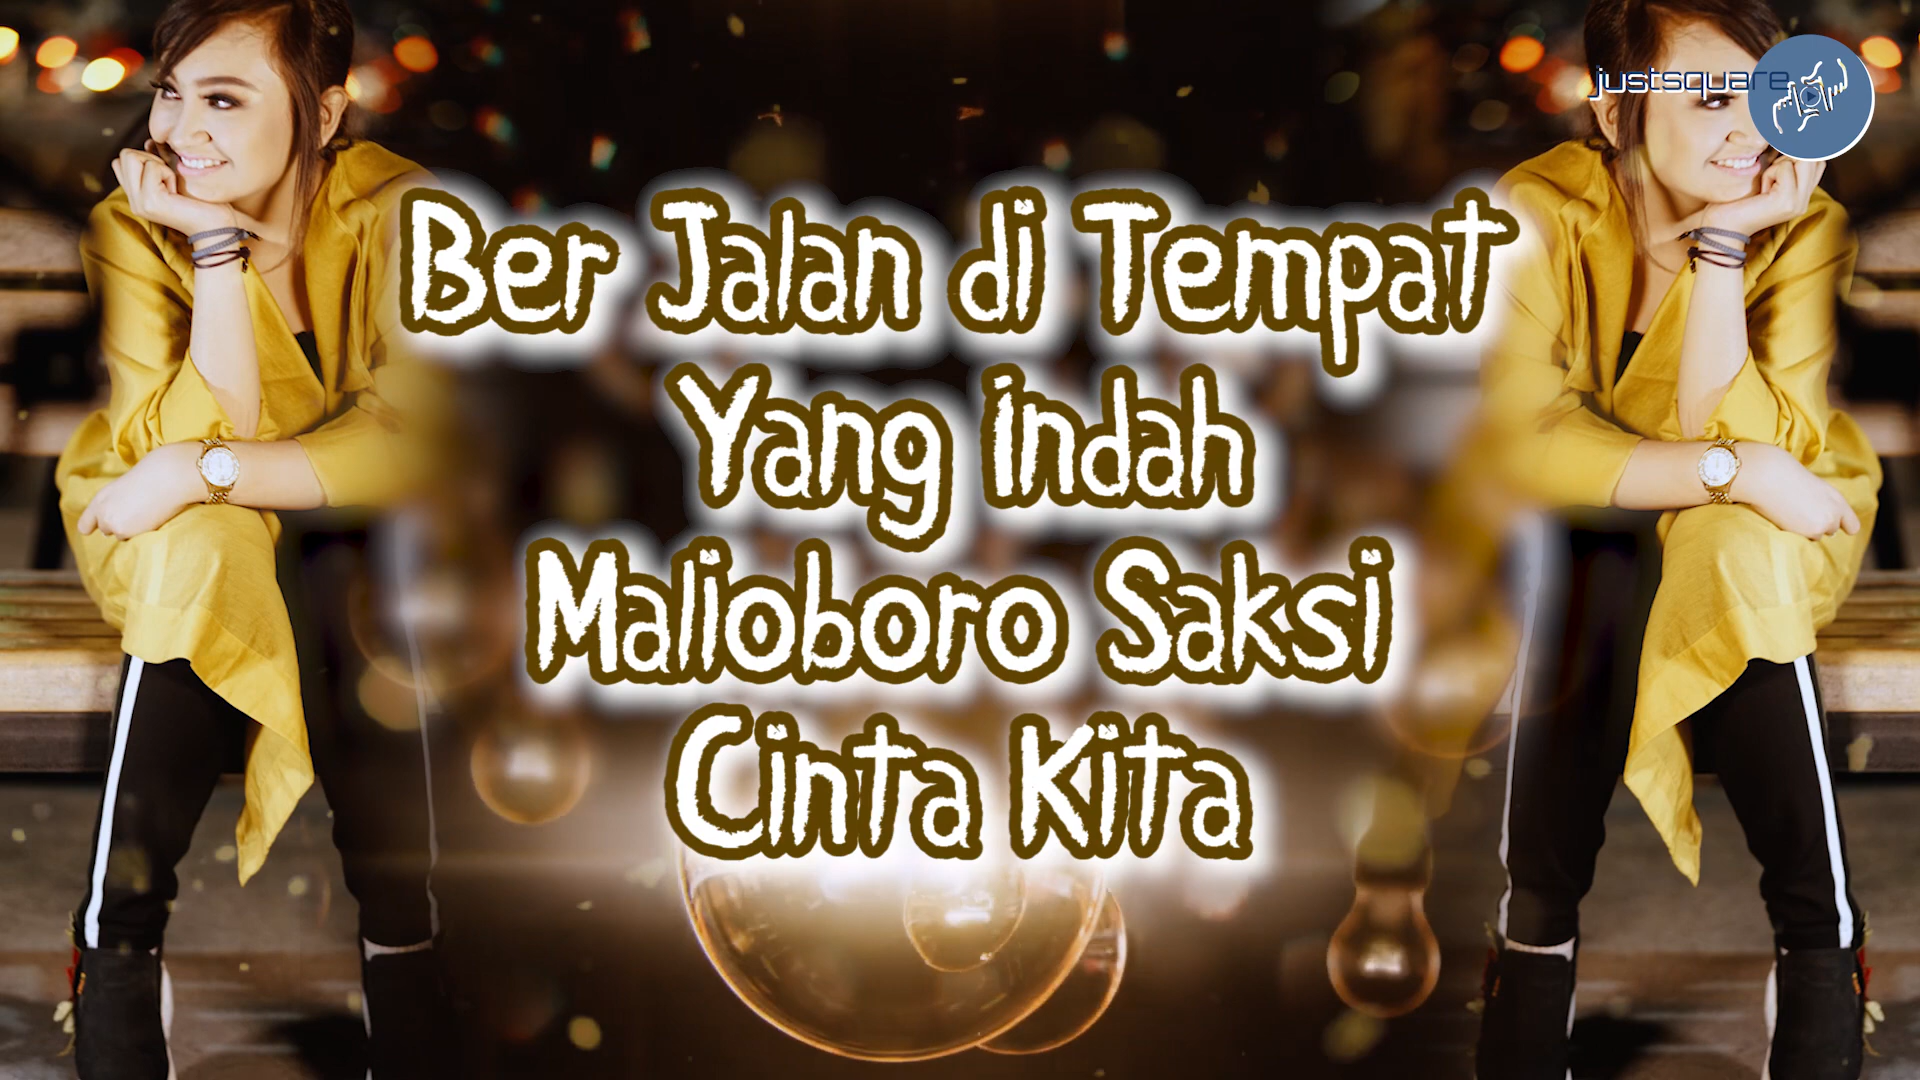 justsquare
Ber Jalan di Tempat
Yang indah
Malioboro Saksi
Cinta Kita